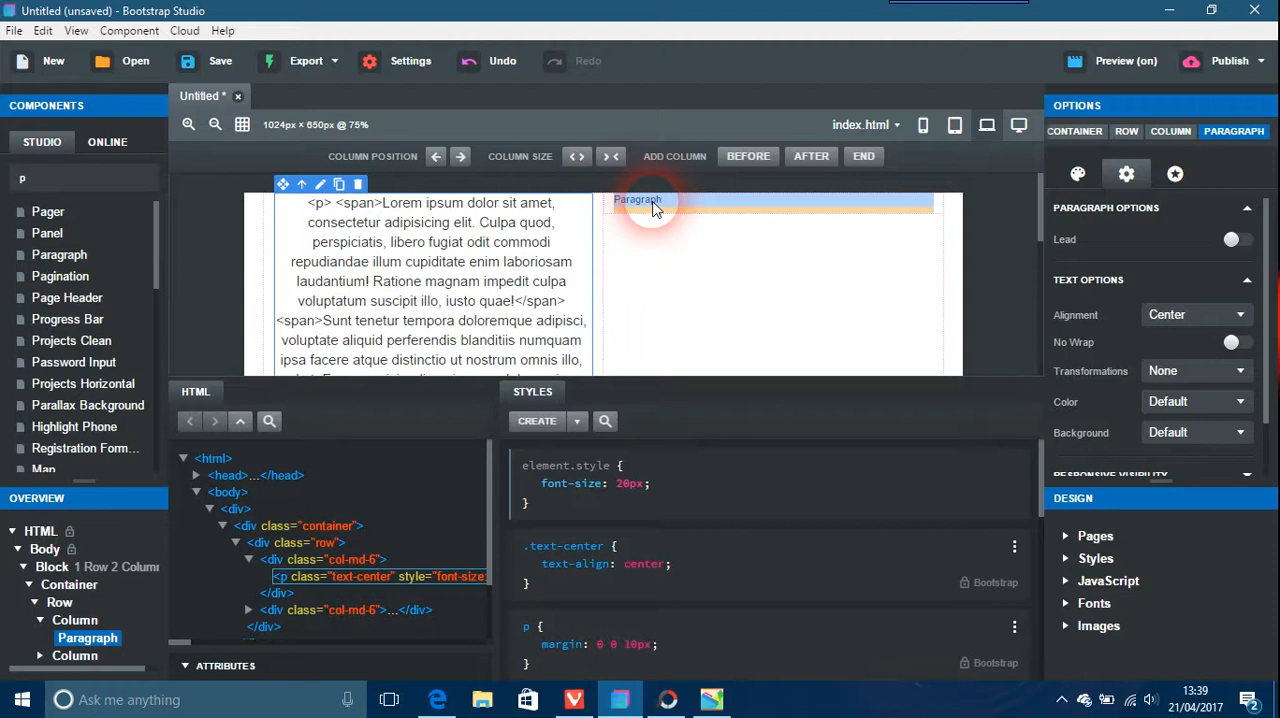 Untitled (unsaved) - Bootstrap Studio
File Edit View Component Cloud Help
New Open Save Export Settings Undo Redo Preview (on) Publish
COMPONENTS
STUDIO ONLINE
p
Pager
Panel
Paragraph
Pagination
Page Header
Progress Bar
Projects Clean
Password Input
Projects Horizontal
Parallax Background
Highlight Phone
Registration Form...
Map
OVERVIEW
HTML
Body
Block 1 Row 2 Column
Container
Row
Column
Paragraph
Column
Untitled *
1024px × 650px @ 75%
index.html
COLUMN POSITION COLUMN SIZE ADD COLUMN BEFORE AFTER END
<p> <span>Lorem ipsum dolor sit amet,
consectetur adipisicing elit. Culpa quod,
perspiciatis, libero fugiat odit commodi
repudiandae illum cupiditate enim laboriosam
laudantium! Ratione magnam impedit culpa
voluptatum suscipit illo, iusto quae!</span>
<span>Sunt tenetur tempora doloremque adipisci,
voluptate aliquid perferendis blanditiis numquam
ipsa facere atque distinctio ut nostrum omnis illo,
Paragraph
HTML
<html>
<head>...</head>
<body>
<div>
<div class="container">
<div class="row">
<div class="col-md-6">
<p class="text-center" style="font-size:
</div>
<div class="col-md-6">...</div>
</div>
ATTRIBUTES
STYLES
CREATE
element.style {
font-size: 20px;
}
.text-center {
text-align: center;
} Bootstrap
p {
margin: 0 0 10px;
} Bootstrap
OPTIONS
CONTAINER ROW COLUMN PARAGRAPH
PARAGRAPH OPTIONS
Lead
TEXT OPTIONS
Alignment Center
No Wrap
Transformations None
Color Default
Background Default
RESPONSIVE VISIBILITY
DESIGN
Pages
Styles
JavaScript
Fonts
Images
Ask me anything
13:39
21/04/2017
2